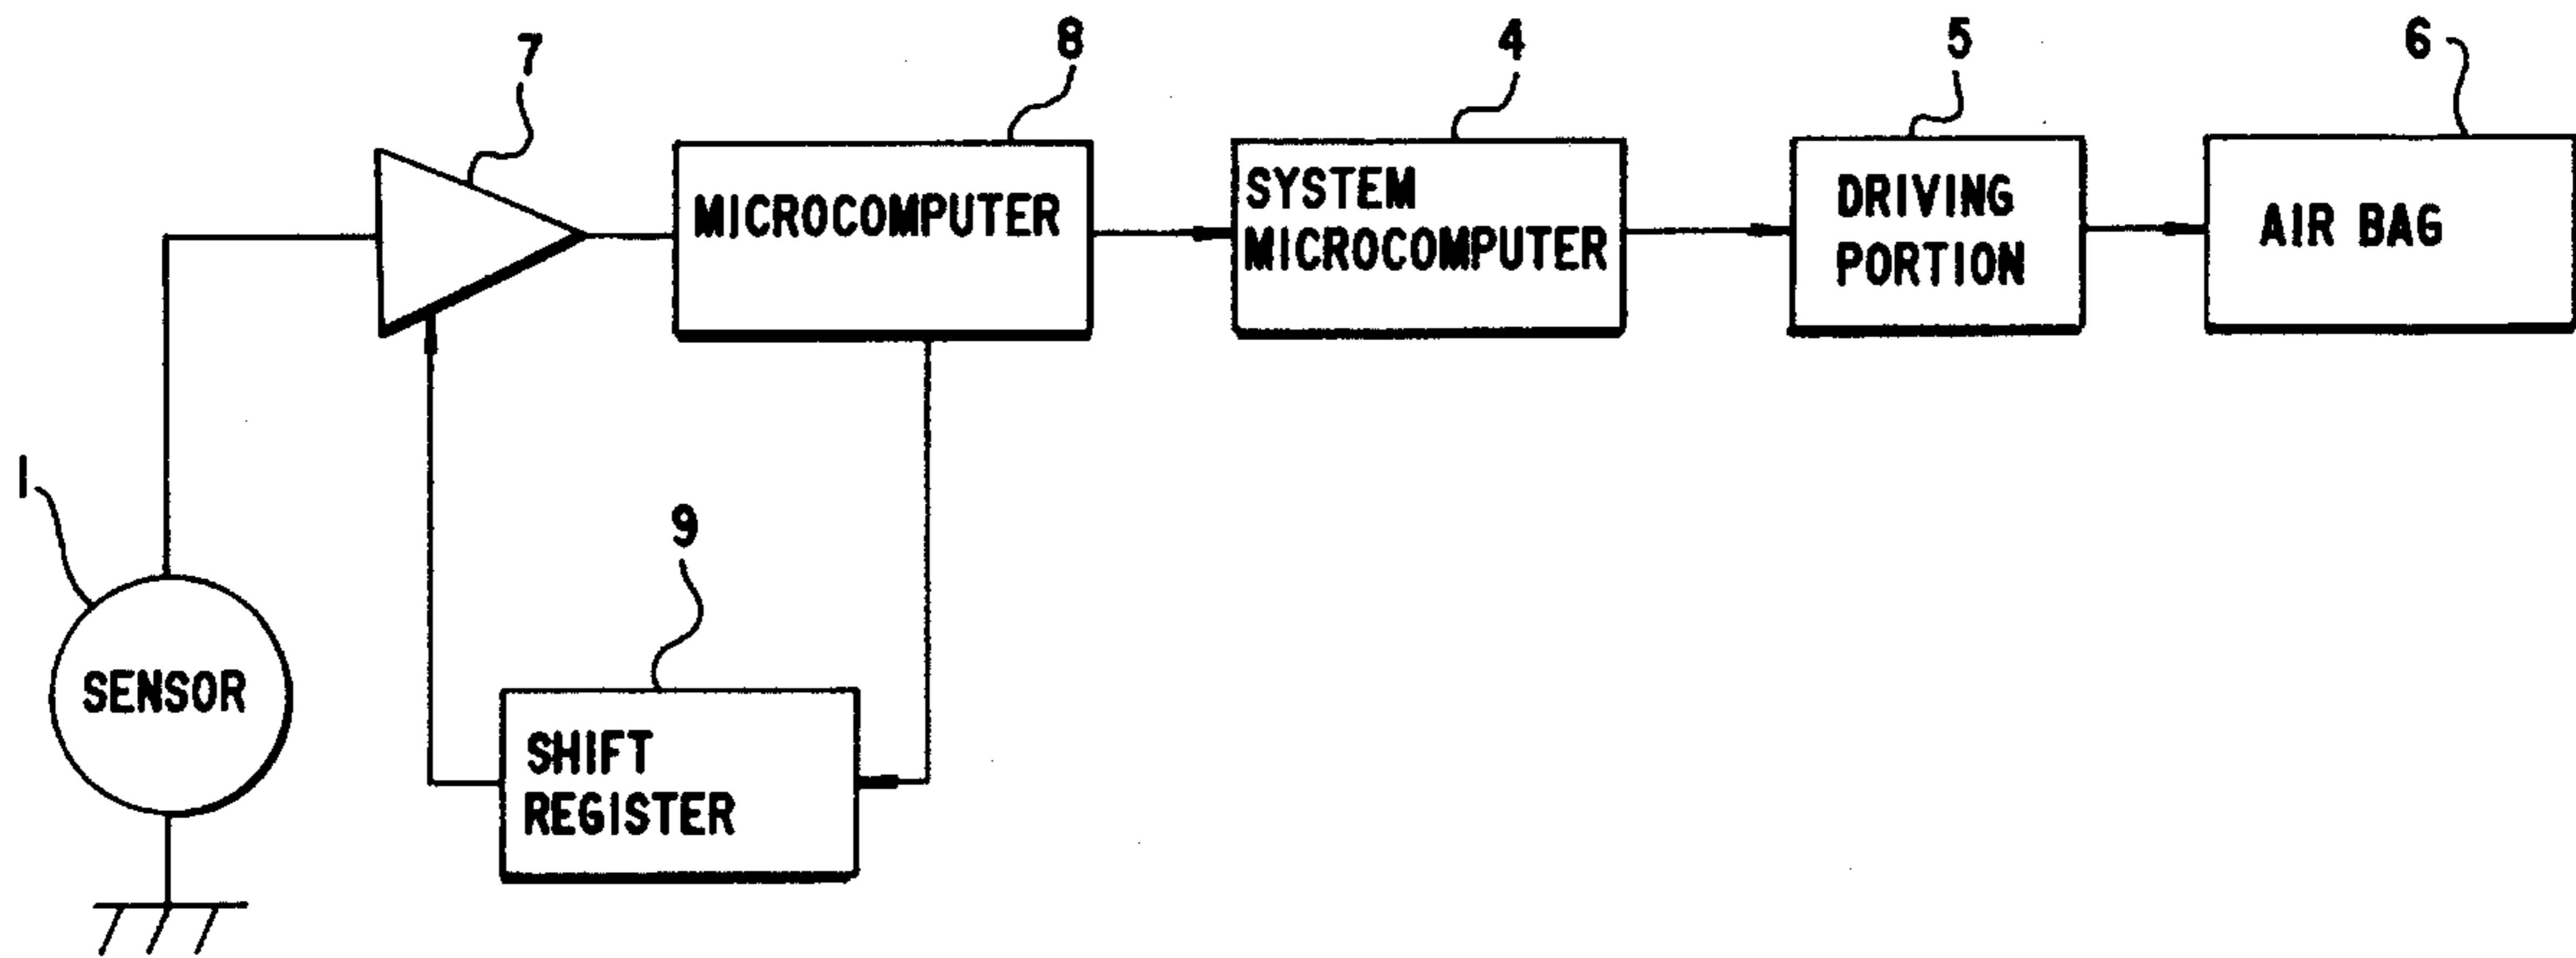 7
8
4
5
6
MICROCOMPUTER
SYSTEM
MICROCOMPUTER
DRIVING
PORTION
AIR BAG
1
9
SENSOR
SHIFT
REGISTER